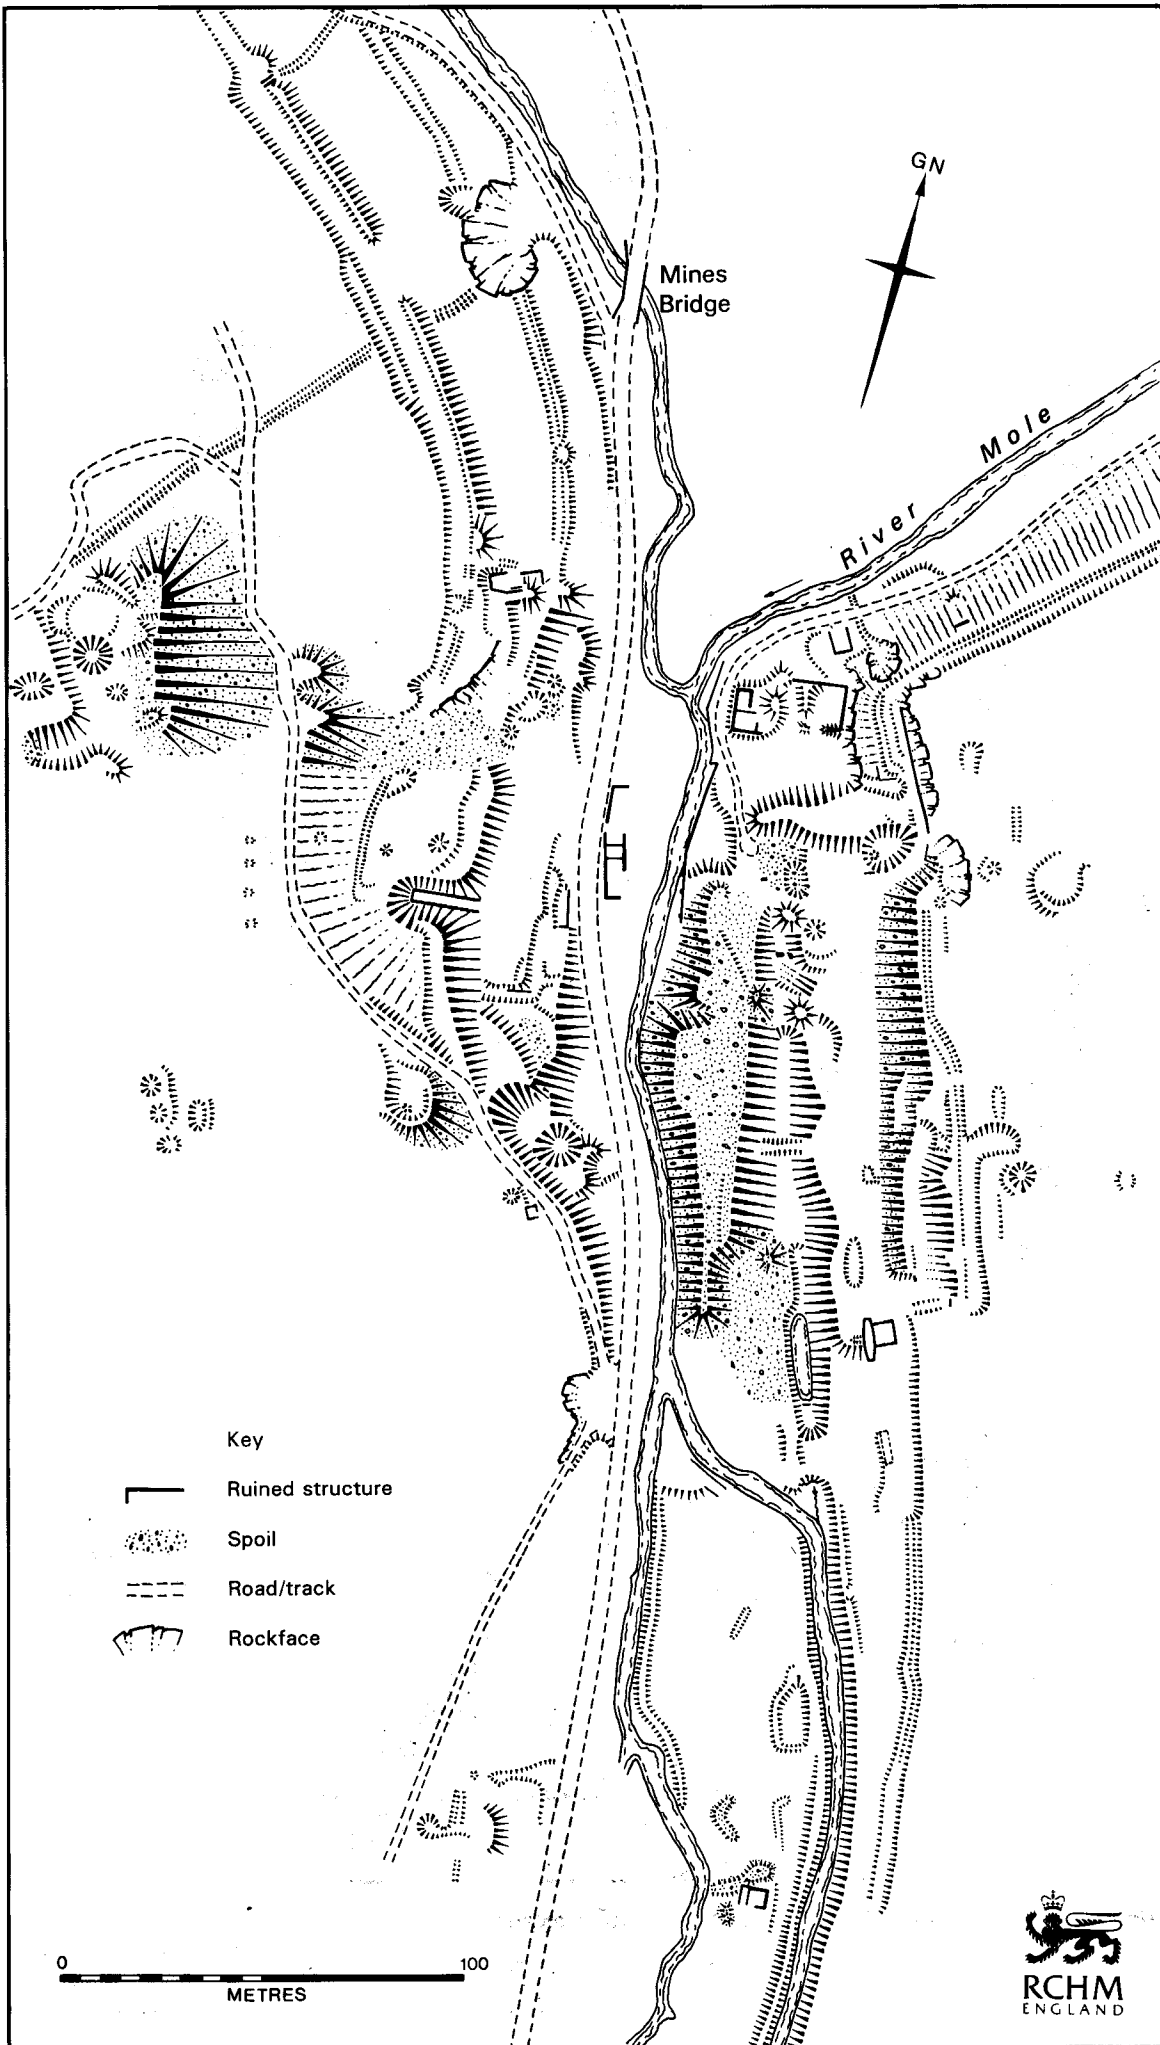 GN
Mines
Bridge
River Mole
Key
Ruined structure
Spoil
Road/track
Rockface
0 100
METRES
RCHM
ENGLAND